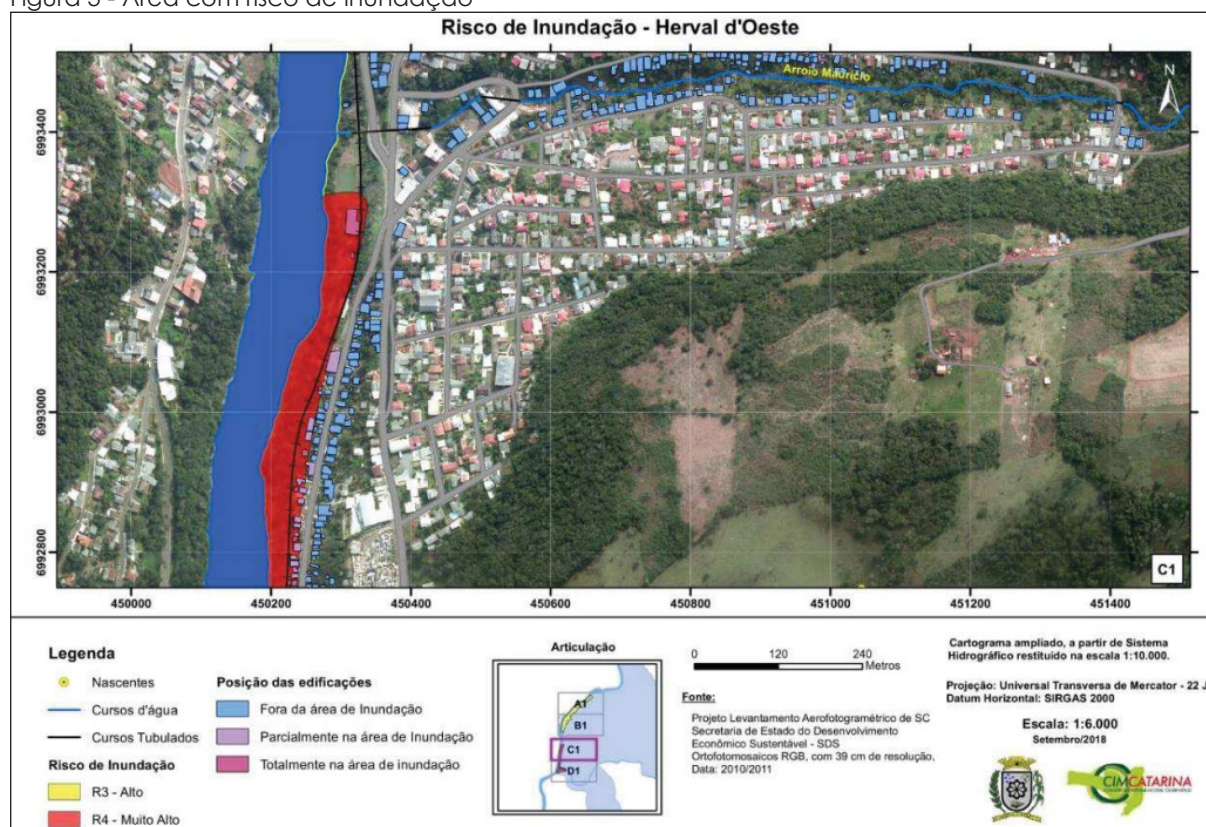 Figura 5 - Área com risco de inundação
Risco de Inundação - Herval d'Oeste
Arroio Maurício
N
6993400
6993200
6993000
6992800
C1
450000
450200
450400
450600
450800
451000
451200
451400
Legenda
Nascentes
Cursos d'água
Cursos Tubulados
Risco de Inundação
R3 - Alto
R4 - Muito Alto
Posição das edificações
Fora da área de Inundação
Parcialmente na área de Inundação
Totalmente na área de inundação
Articulação
A1
B1
C1
D1
0 120 240
Metros
Fonte:
Projeto Levantamento Aerofotogramétrico de SC
Secretaria de Estado do Desenvolvimento
Econômico Sustentável - SDS
Ortofotomosaicos RGB, com 39 cm de resolução,
Data: 2010/2011
Cartograma ampliado, a partir de Sistema
Hidrográfico restituído na escala 1:10.000.
Projeção: Universal Transversa de Mercator - 22 J
Datum Horizontal: SIRGAS 2000
Escala: 1:6.000
Setembro/2018
CIMCATARINA